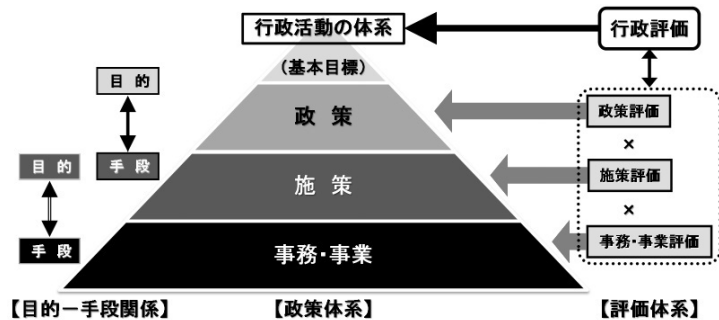 行政活動の体系
行政評価
(基本目標)
目 的
政 策
政策評価
×
目 的
手 段
施 策
施策評価
×
手 段
事務・事業
事務・事業評価
【目的－手段関係】
【政策体系】
【評価体系】